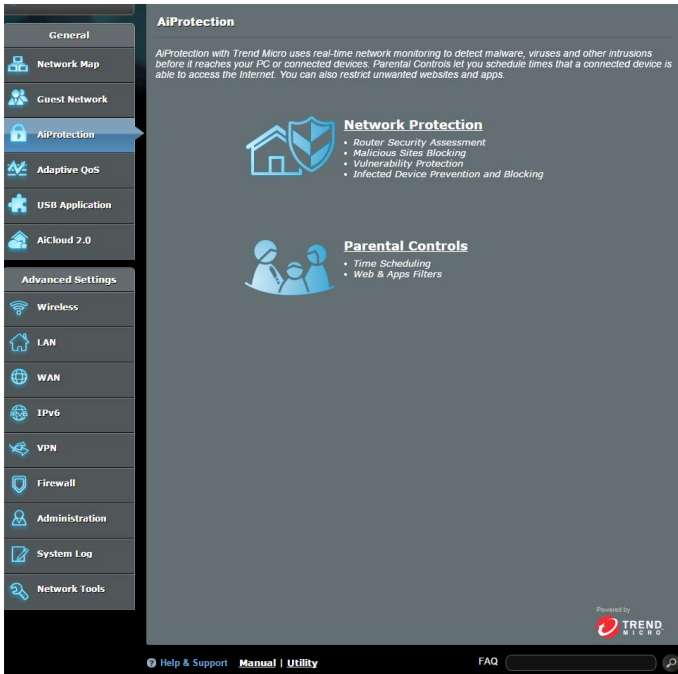 General
Network Map
Guest Network
AiProtection
Adaptive QoS
USB Application
AiCloud 2.0
Advanced Settings
Wireless
LAN
WAN
IPv6
VPN
Firewall
Administration
System Log
Network Tools
AiProtection
AiProtection with Trend Micro uses real-time network monitoring to detect malware, viruses and other intrusions
before it reaches your PC or connected devices. Parental Controls let you schedule times that a connected device is
able to access the Internet. You can also restrict unwanted websites and apps.
Network Protection
• Router Security Assessment
• Malicious Sites Blocking
• Vulnerability Protection
• Infected Device Prevention and Blocking
Parental Controls
• Time Scheduling
• Web & Apps Filters
Powered by
TREND
MICRO
Help & Support Manual | Utility FAQ